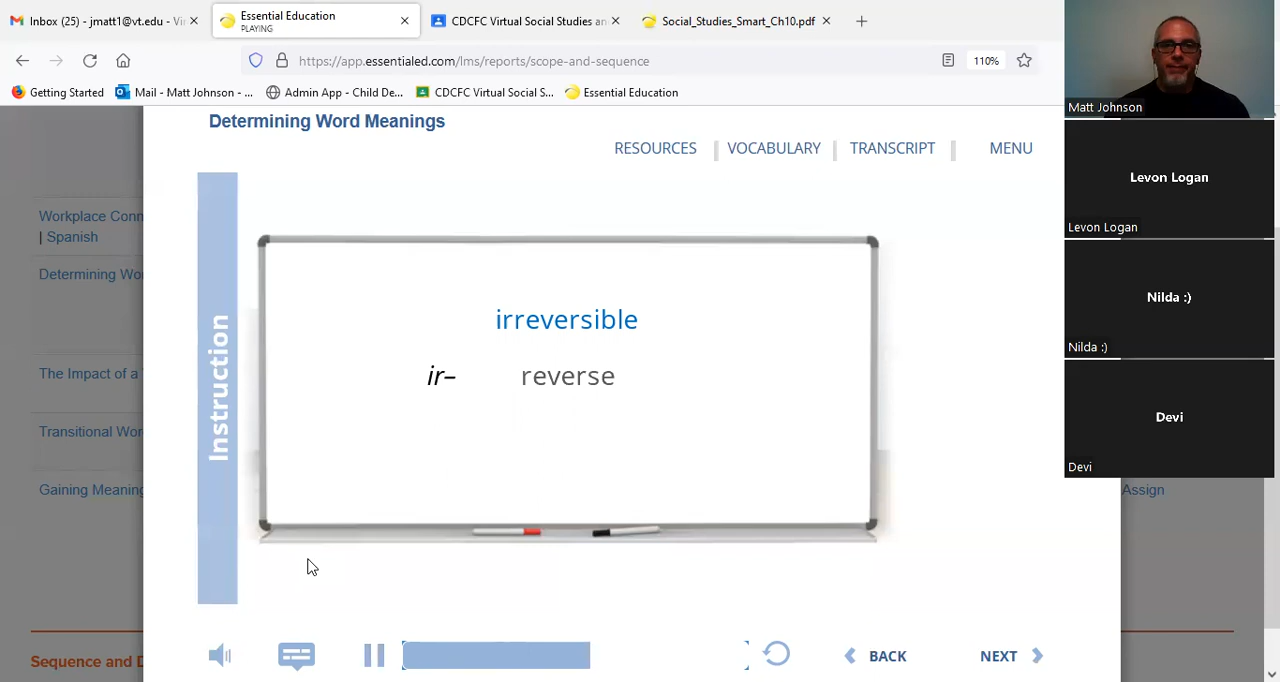 Inbox (25) - jmatt1@vt.edu - Vi
Essential Education
PLAYING
CDCFC Virtual Social Studies an
Social_Studies_Smart_Ch10.pdf
https://app.essentialed.com/lms/reports/scope-and-sequence
110%
Getting Started
Mail - Matt Johnson - ...
Admin App - Child De...
CDCFC Virtual Social S...
Essential Education
Determining Word Meanings
RESOURCES
VOCABULARY
TRANSCRIPT
MENU
Workplace Conn
| Spanish
Determining Wo
The Impact of a
Transitional Wor
Gaining Meaning
Sequence and D
Instruction
irreversible
ir–
reverse
Assign
BACK
NEXT
Matt Johnson
Levon Logan
Levon Logan
Nilda :)
Nilda :)
Devi
Devi